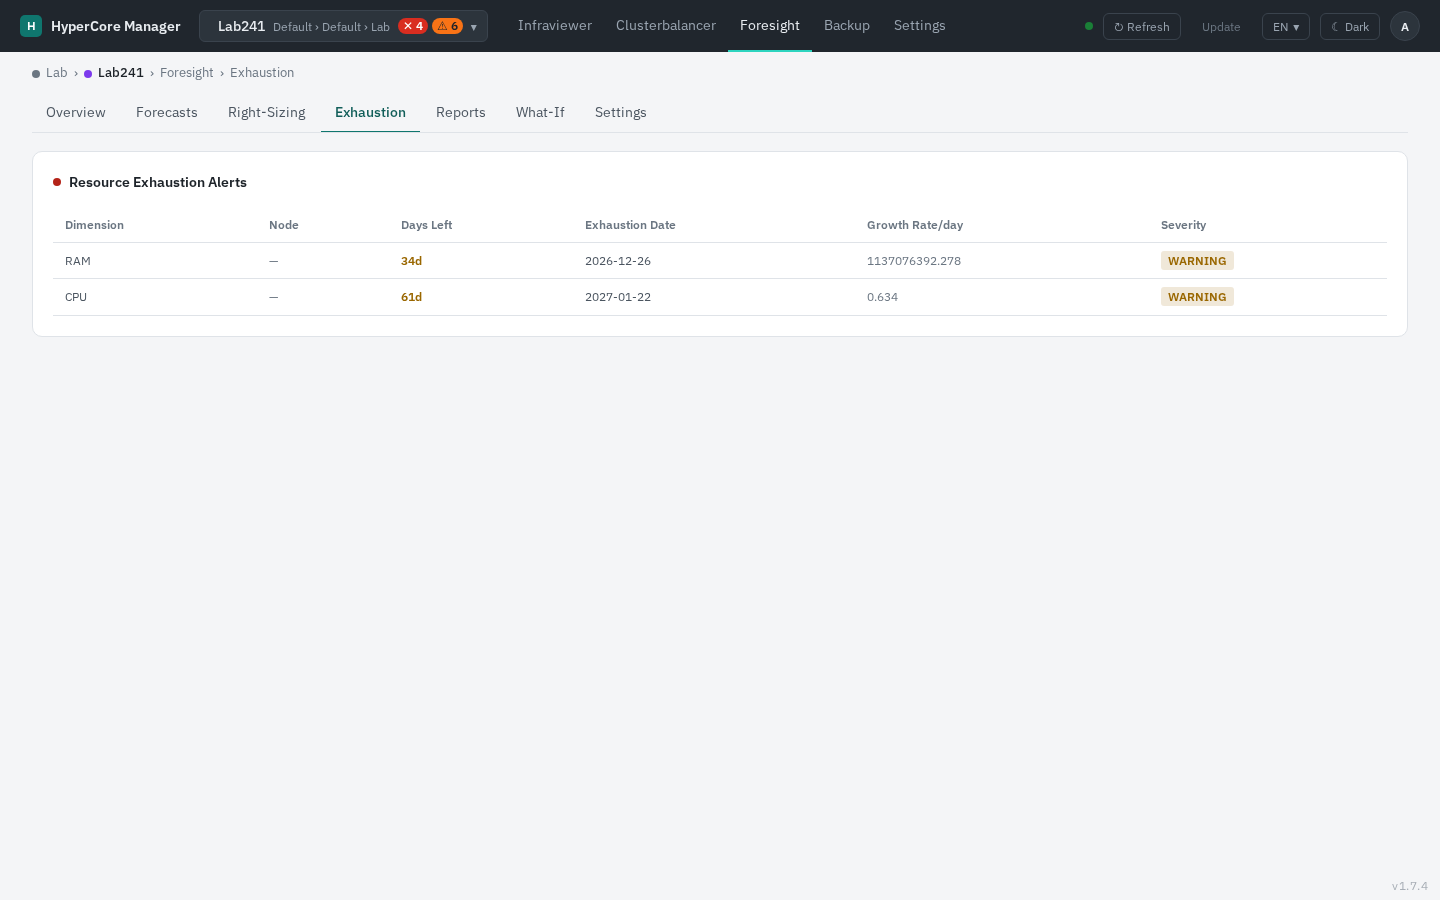 H HyperCore Manager Lab241 Default › Default › Lab ✕ 4 ⚠ 6 ▾ Infraviewer Clusterbalancer Foresight Backup Settings ↻ Refresh Update EN ▾ ☾ Dark A
Lab › Lab241 › Foresight › Exhaustion
Overview Forecasts Right-Sizing Exhaustion Reports What-If Settings
Resource Exhaustion Alerts
Dimension Node Days Left Exhaustion Date Growth Rate/day Severity
RAM — 34d 2026-12-26 1137076392.278 WARNING
CPU — 61d 2027-01-22 0.634 WARNING
v1.7.4